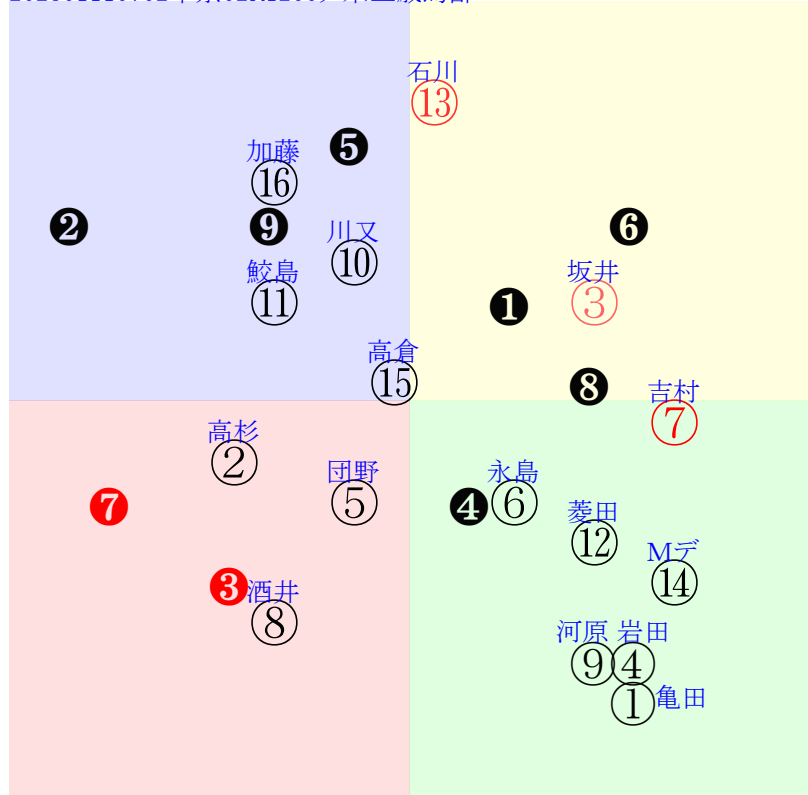 石川
⑬
加藤
❺
⑯
❷
❾
川又
❻
⑩
鮫島
坂井
⑪
❶
③
高倉
⑮
❽
吉村
⑦
高杉
②
団野
永島
❼
⑤
❹
⑥
菱田
⑫
Mデ
⑭
❸
酒井
⑧
河原 岩田
⑨④
①亀田